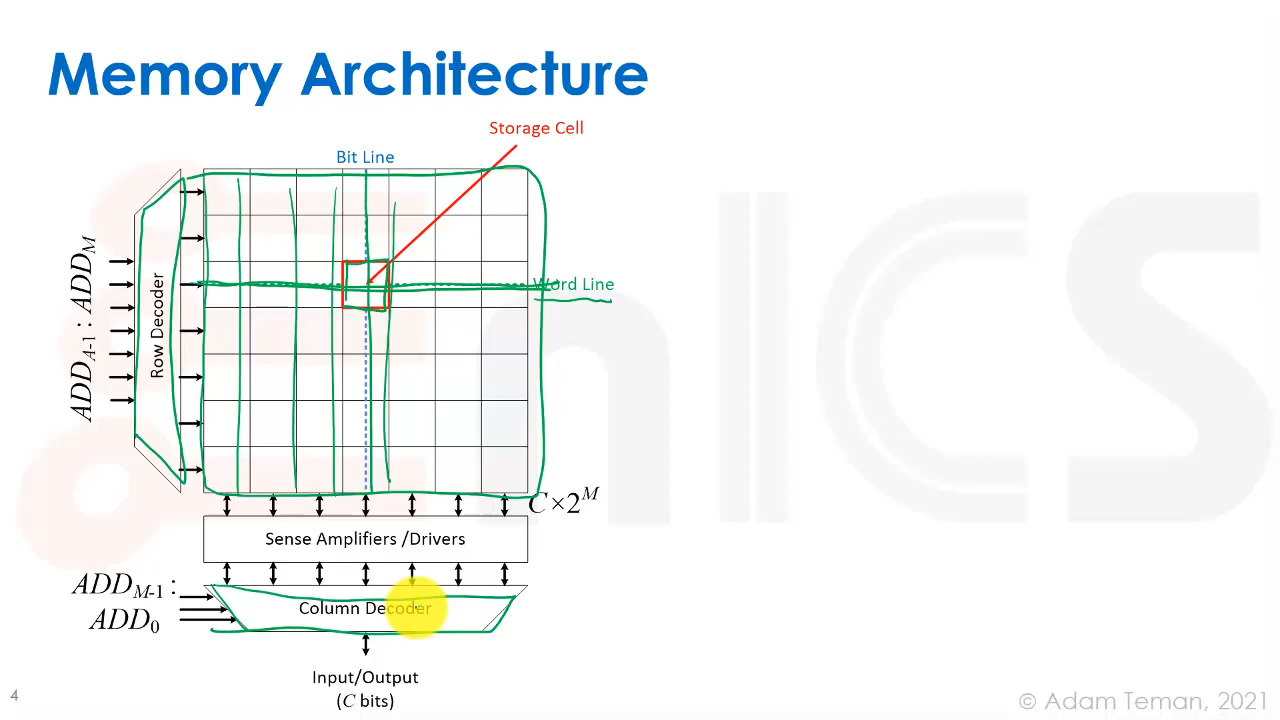 Memory Architecture
Storage Cell
Bit Line
Word Line
ADD_{A-1} : ADD_M
Row Decoder
C×2^M
Sense Amplifiers /Drivers
ADD_{M-1} :
ADD_0
Column Decoder
Input/Output
(C bits)
4
© Adam Teman, 2021
EnICS